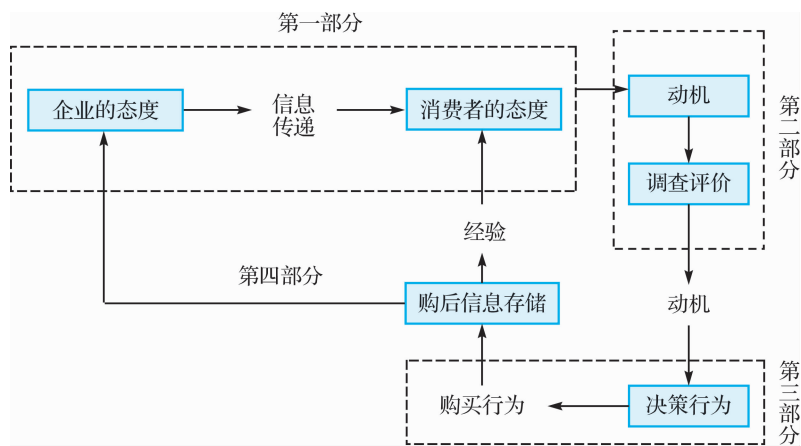 第一部分
企业的态度
信息
传递
消费者的态度
动机
调查评价
第二部分
经验
第四部分
购后信息存储
动机
购买行为
决策行为
第三部分